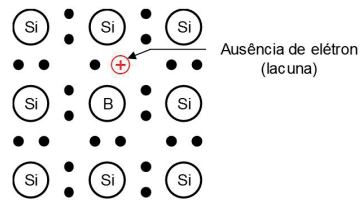 Si Si Si
Ausência de elétron
(lacuna)
+
Si B Si
Si Si Si